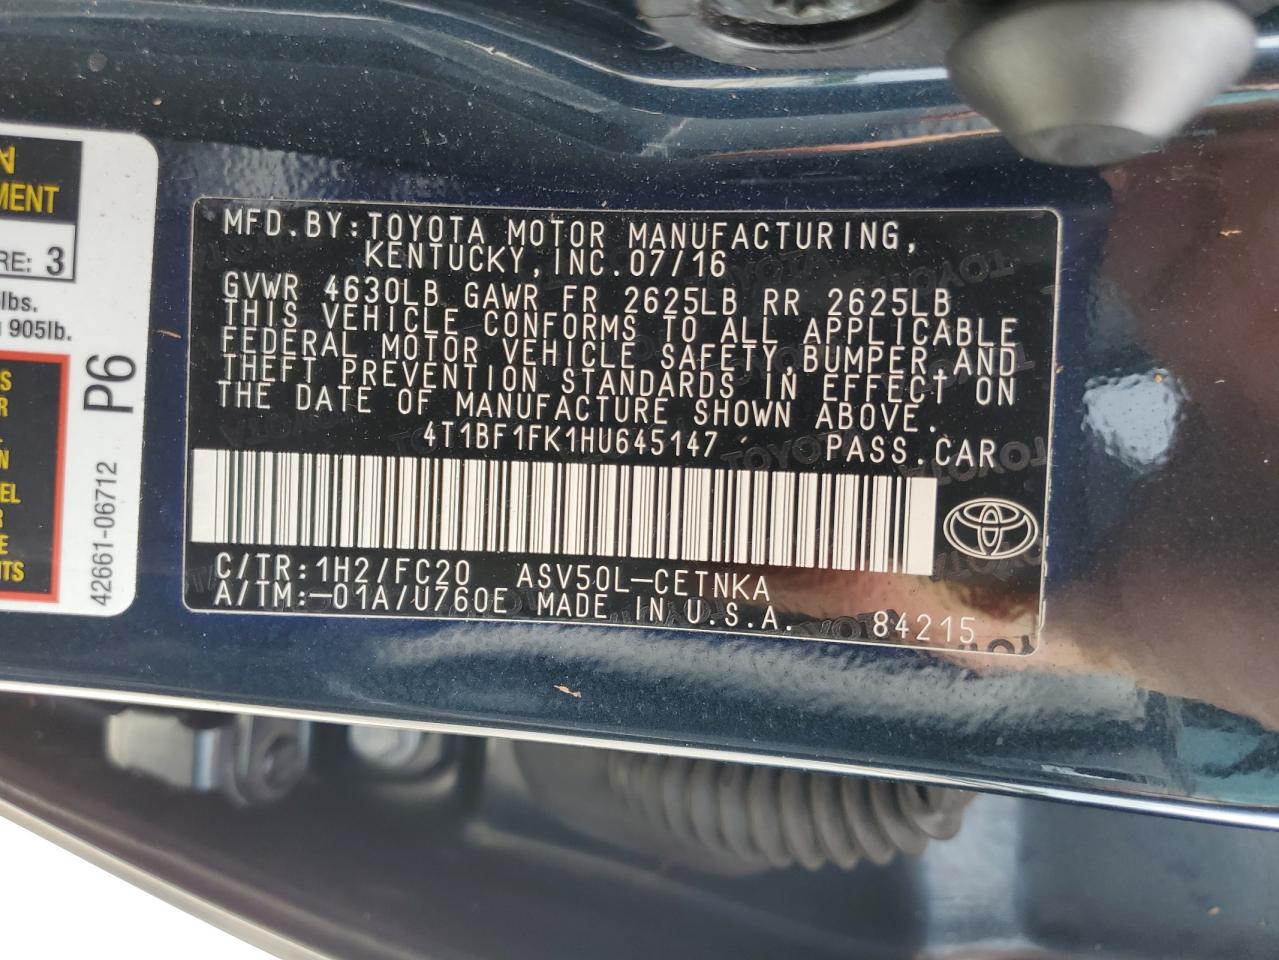 N
MENT
RE: 3
lbs.
905lb.
S
R
L.
N
EL
R
E
TS
P6
42661-06712
MFD.BY:TOYOTA MOTOR MANUFACTURING,
KENTUCKY,INC.07/16
GVWR 4630LB GAWR FR 2625LB RR 2625LB
THIS VEHICLE CONFORMS TO ALL APPLICABLE
FEDERAL MOTOR VEHICLE SAFETY,BUMPER,AND
THEFT PREVENTION STANDARDS IN EFFECT ON
THE DATE OF MANUFACTURE SHOWN ABOVE.
4T1BF1FK1HU645147 PASS.CAR
C/TR:1H2/FC20 ASV50L-CETNKA
A/TM:-01A/U760E MADE IN U.S.A. 84215